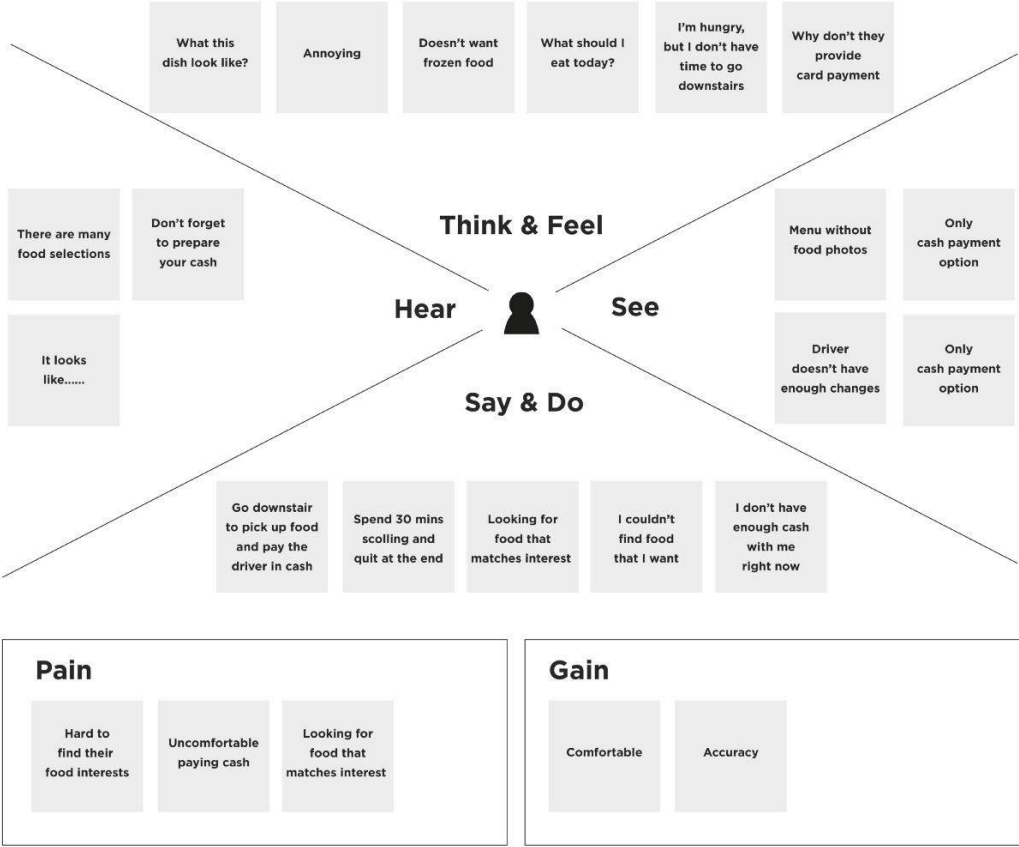 What this
dish look like?
Annoying
Doesn't want
frozen food
What should I
eat today?
I'm hungry,
but I don't have
time to go
downstairs
Why don't they
provide
card payment
Think & Feel
There are many
food selections
Don't forget
to prepare
your cash
It looks
like......
Hear
See
Menu without
food photos
Only
cash payment
option
Driver
doesn't have
enough changes
Only
cash payment
option
Say & Do
Go downstair
to pick up food
and pay the
driver in cash
Spend 30 mins
scolling and
quit at the end
Looking for
food that
matches interest
I couldn't
find food
that I want
I don't have
enough cash
with me
right now
Pain
Hard to
find their
food interests
Uncomfortable
paying cash
Looking for
food that
matches interest
Gain
Comfortable
Accuracy